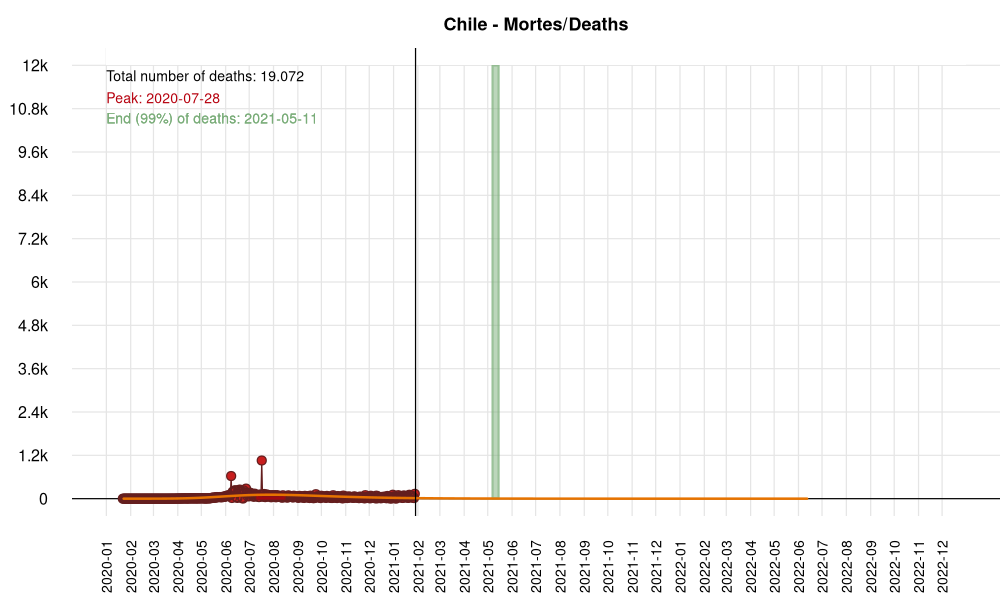 Chile - Mortes/Deaths
Total number of deaths: 19.072
Peak: 2020-07-28
End (99%) of deaths: 2021-05-11
12k
10.8k
9.6k
8.4k
7.2k
6k
4.8k
3.6k
2.4k
1.2k
0
2020-01
2020-02
2020-03
2020-04
2020-05
2020-06
2020-07
2020-08
2020-09
2020-10
2020-11
2020-12
2021-01
2021-02
2021-03
2021-04
2021-05
2021-06
2021-07
2021-08
2021-09
2021-10
2021-11
2021-12
2022-01
2022-02
2022-03
2022-04
2022-05
2022-06
2022-07
2022-08
2022-09
2022-10
2022-11
2022-12